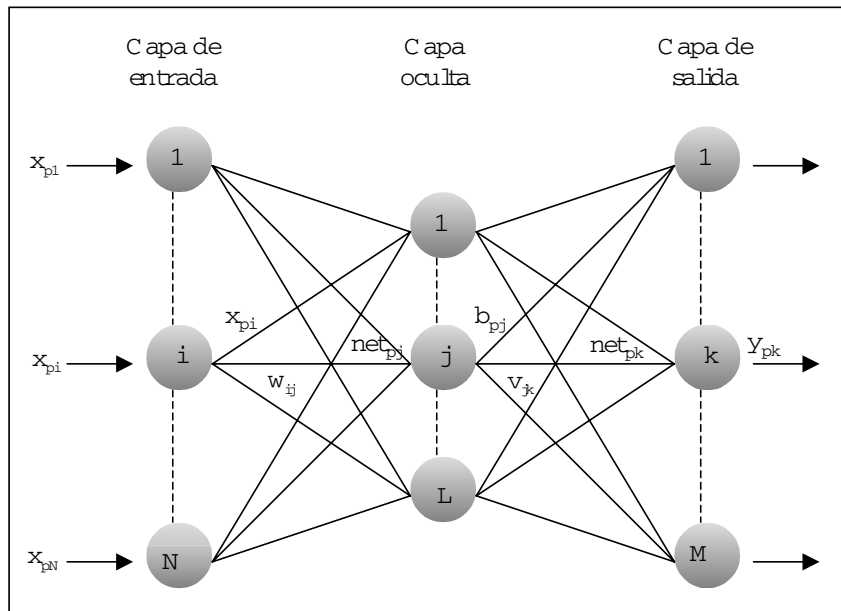 Capa de
entrada
Capa
oculta
Capa de
salida
x_p1
1
1
1
x_pi
b_pj
x_pi
i
net_pj
j
net_pk
k
y_pk
w_ij
v_jk
L
x_pN
N
M